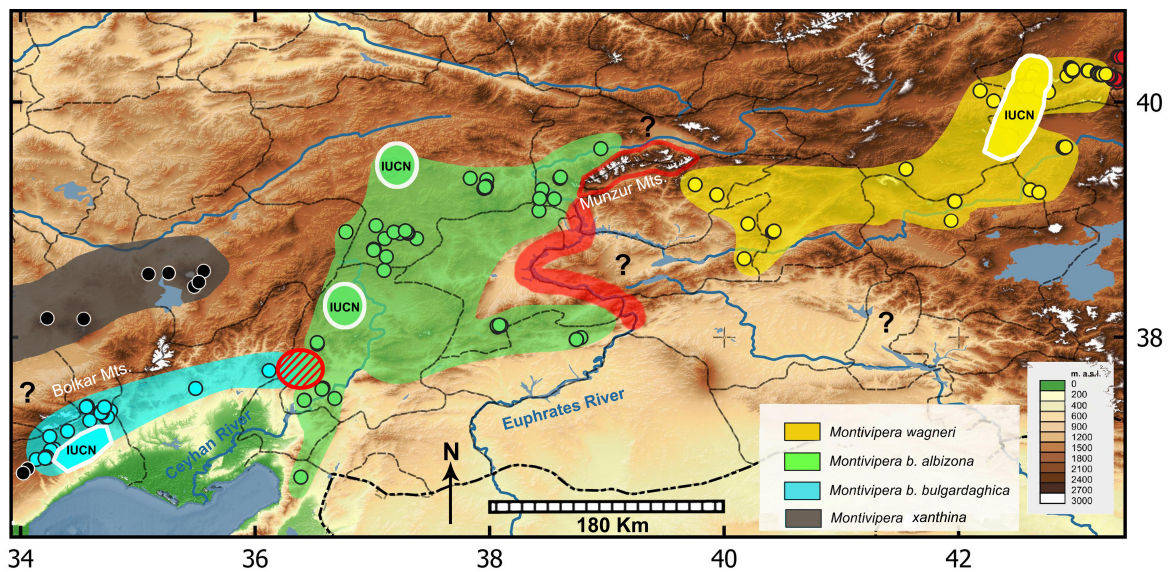 ?
IUCN
IUCN
40
Munzur Mts.
?
IUCN
?
38
Bolkar Mts.
?
m. a.s.l.
0
200
400
600
900
1200
1500
1800
2100
2400
2700
3000
Euphrates River
Ceyhan River
IUCN
N
180 Km
Montivipera wagneri
Montivipera b. albizona
Montivipera b. bulgardaghica
Montivipera xanthina
34
36
38
40
42